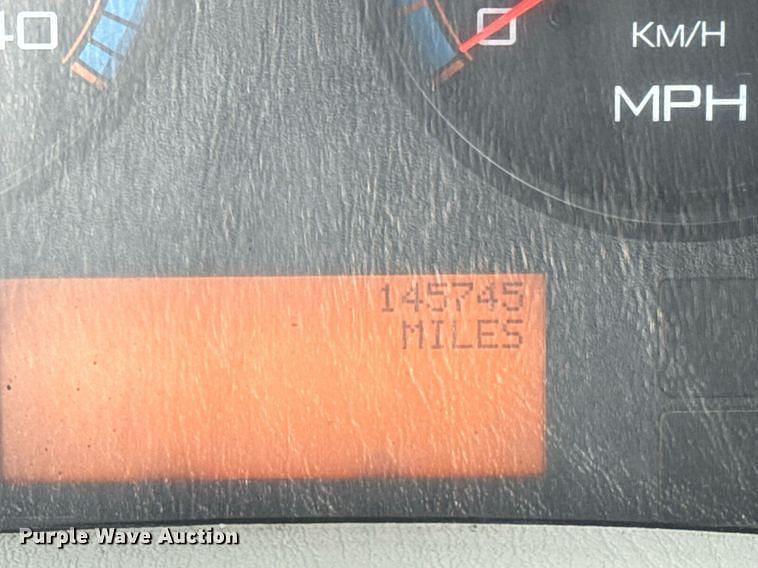 40
0
KM/H
MPH
145745
MILES
Purple Wave Auction